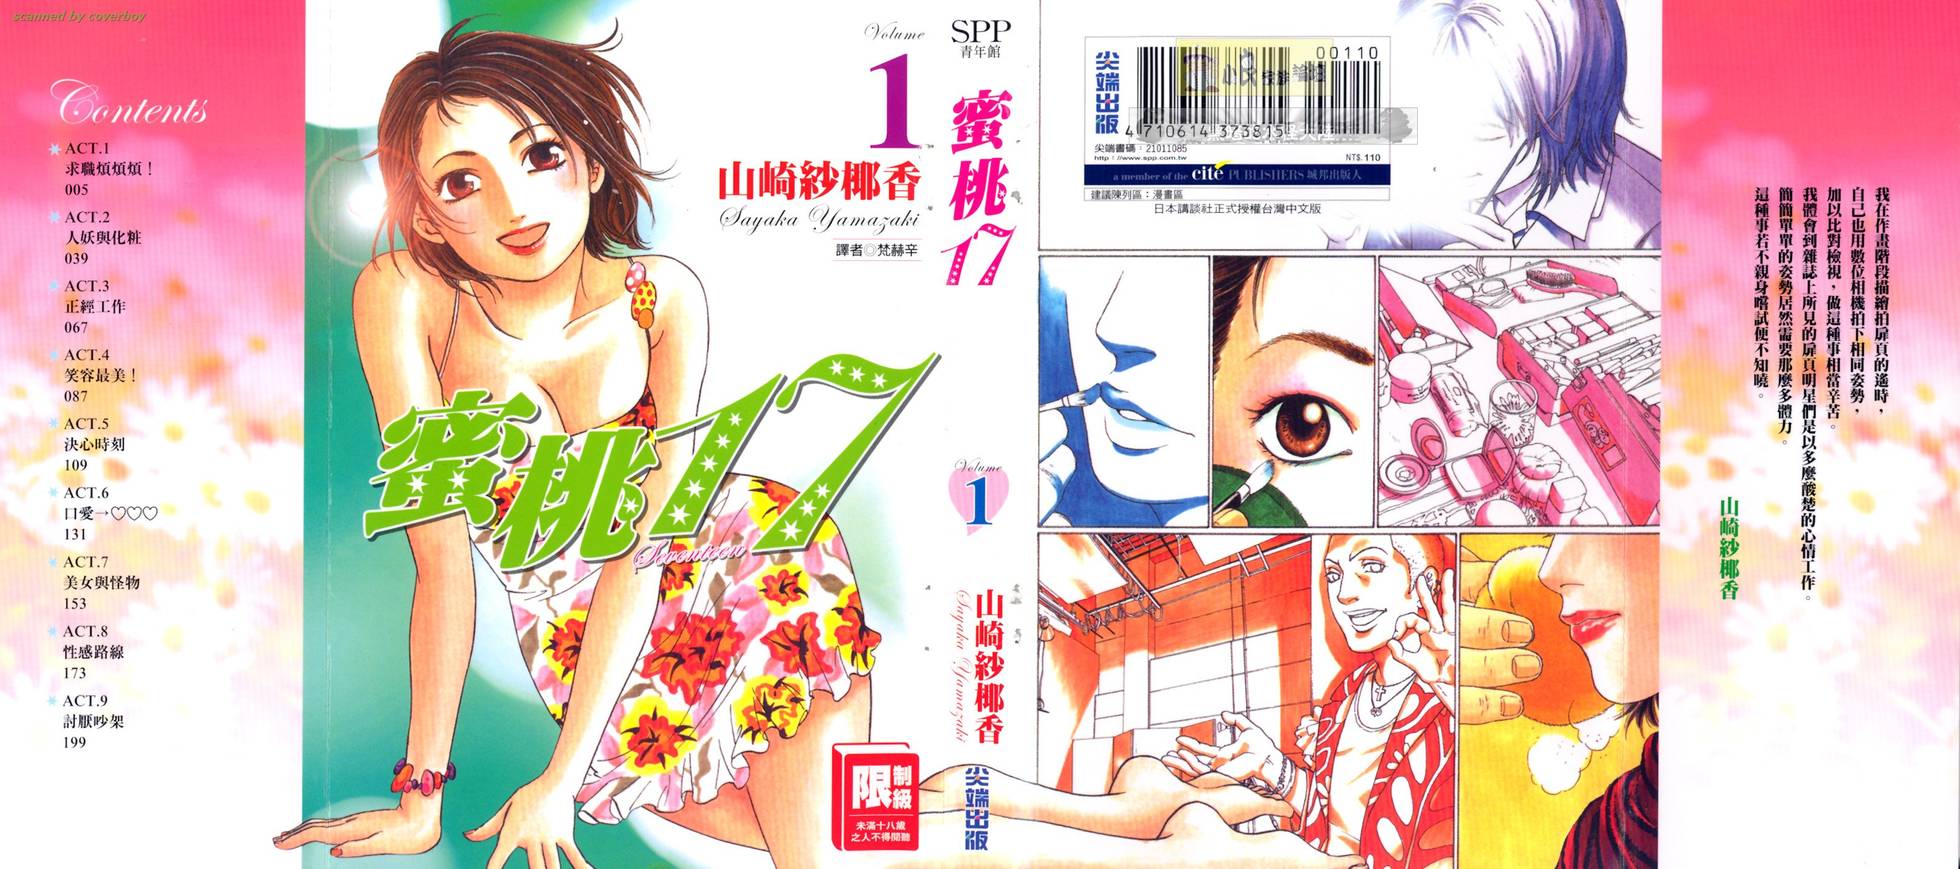 scanned by coverboy
Contents
ACT.1
求職煩煩煩！
005
ACT.2
人妖與化粧
039
ACT.3
正經工作
067
ACT.4
笑容最美！
087
ACT.5
決心時刻
109
ACT.6
口愛→♡♡♡
131
ACT.7
美女與怪物
153
ACT.8
性感路線
173
ACT.9
討厭吵架
199
Volume
1
山崎紗椰香
Sayaka Yamazaki
譯者◎梵赫辛
蜜桃17
Seventeen
限制級
未滿十八歲
之人不得閱聽
SPP
青年館
蜜桃17
Volume
1
山崎紗椰香
Sayaka Yamazaki
尖端出版
尖端出版
00110
4 710614 373815
尖端書碼：21011085
http://www.spp.com.tw
NT$.110
a member of the cité PUBLISHERS 城邦出版人
建議陳列區：漫畫區
日本講談社正式授權台灣中文版
我在作畫階段描繪拍扉頁的遙時，
自己也用數位相機拍下相同姿勢，
加以比對檢視，做這種事相當辛苦。
我體會到雜誌上所見的扉頁明星們是以多麼酸楚的心情工作。
簡簡單單的姿勢居然需要那麼多體力。
這種事若不親身嚐試便不知曉。
山崎紗椰香